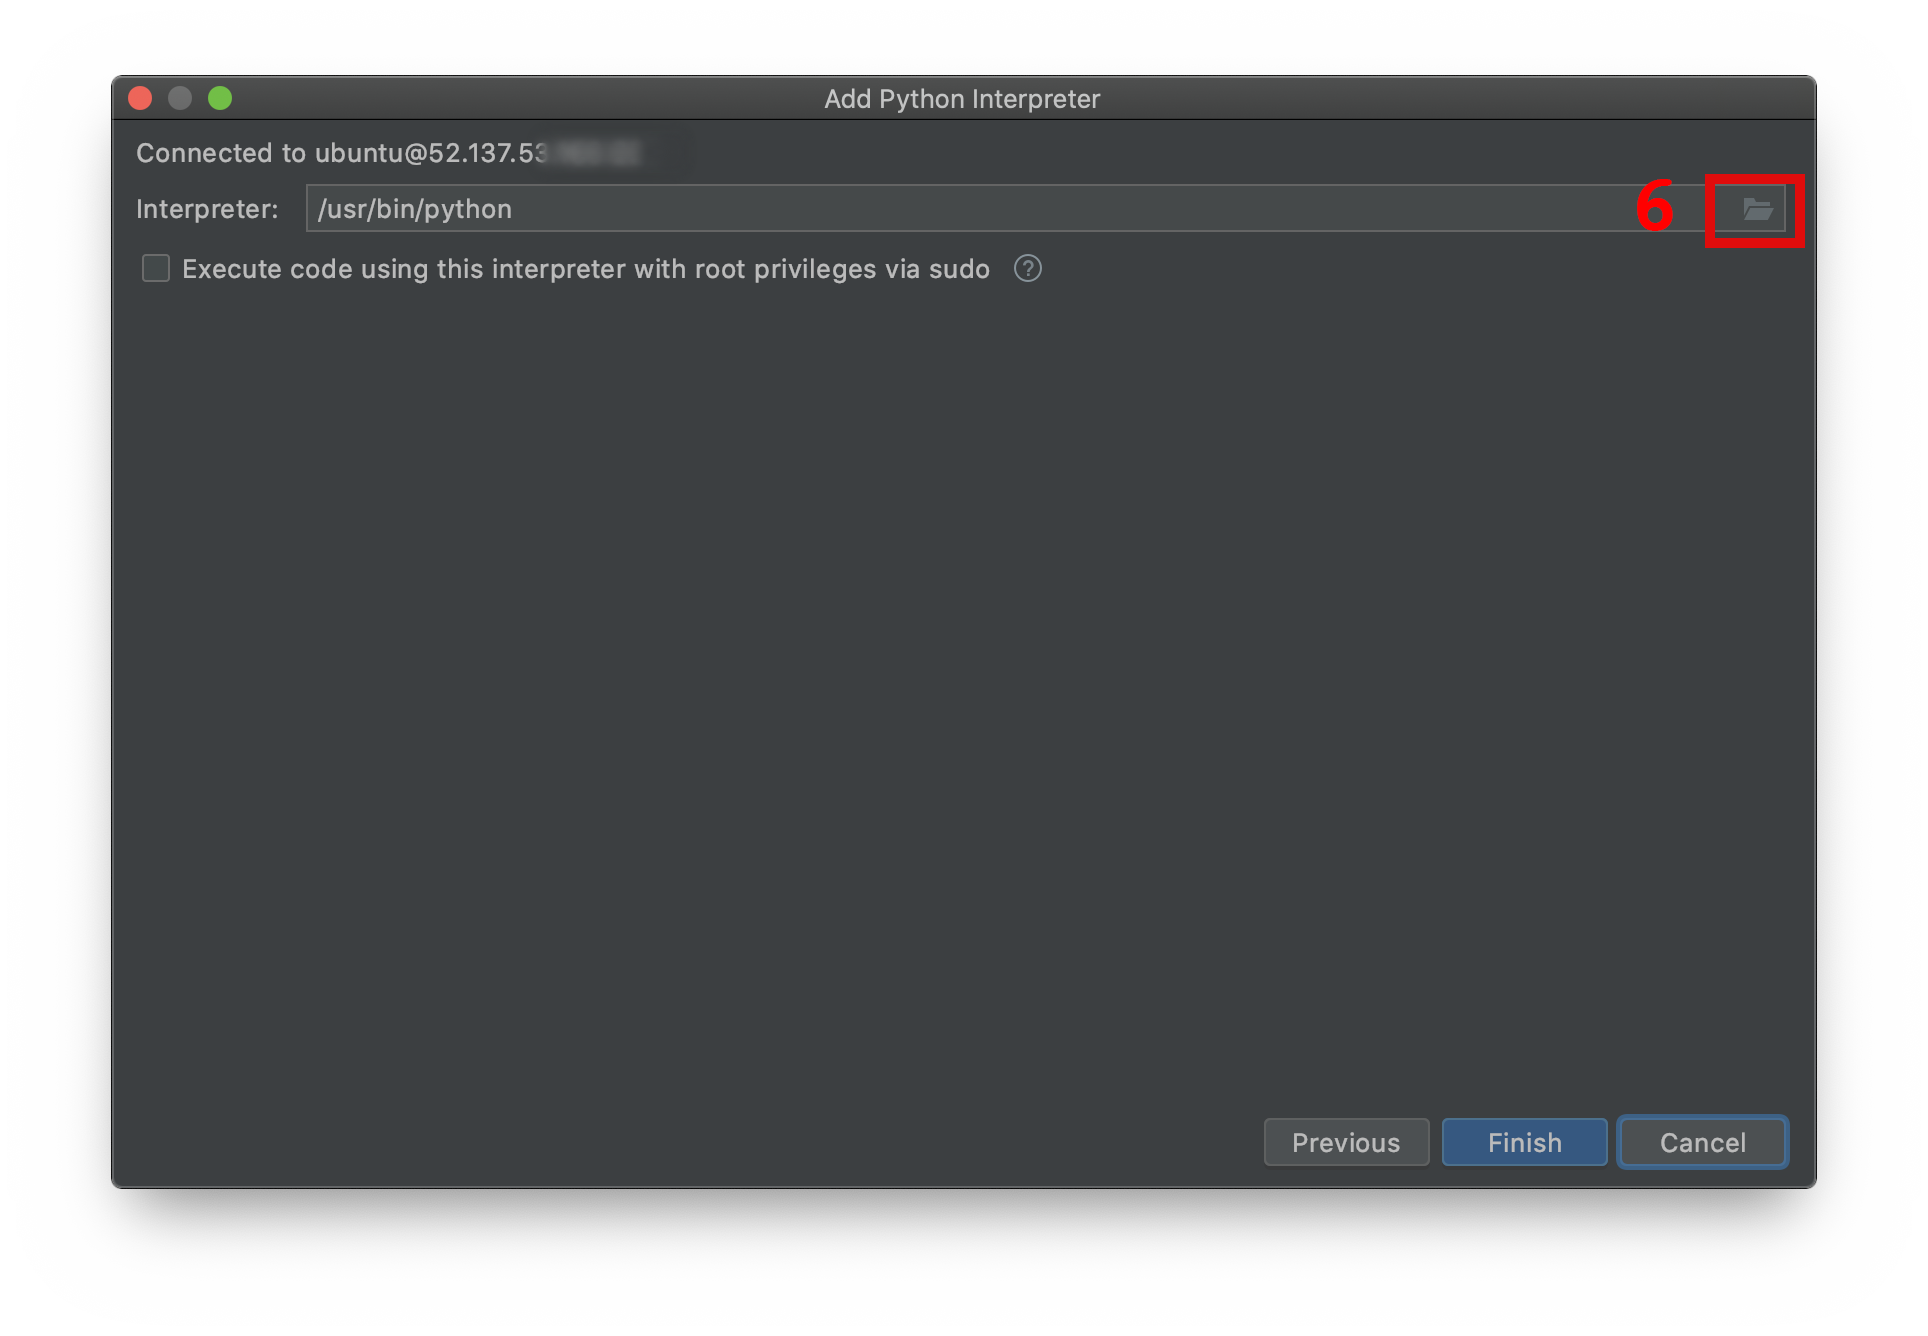 Add Python Interpreter
Connected to ubuntu@52.137.53
Interpreter: /usr/bin/python 6
Execute code using this interpreter with root privileges via sudo ?
Previous Finish Cancel